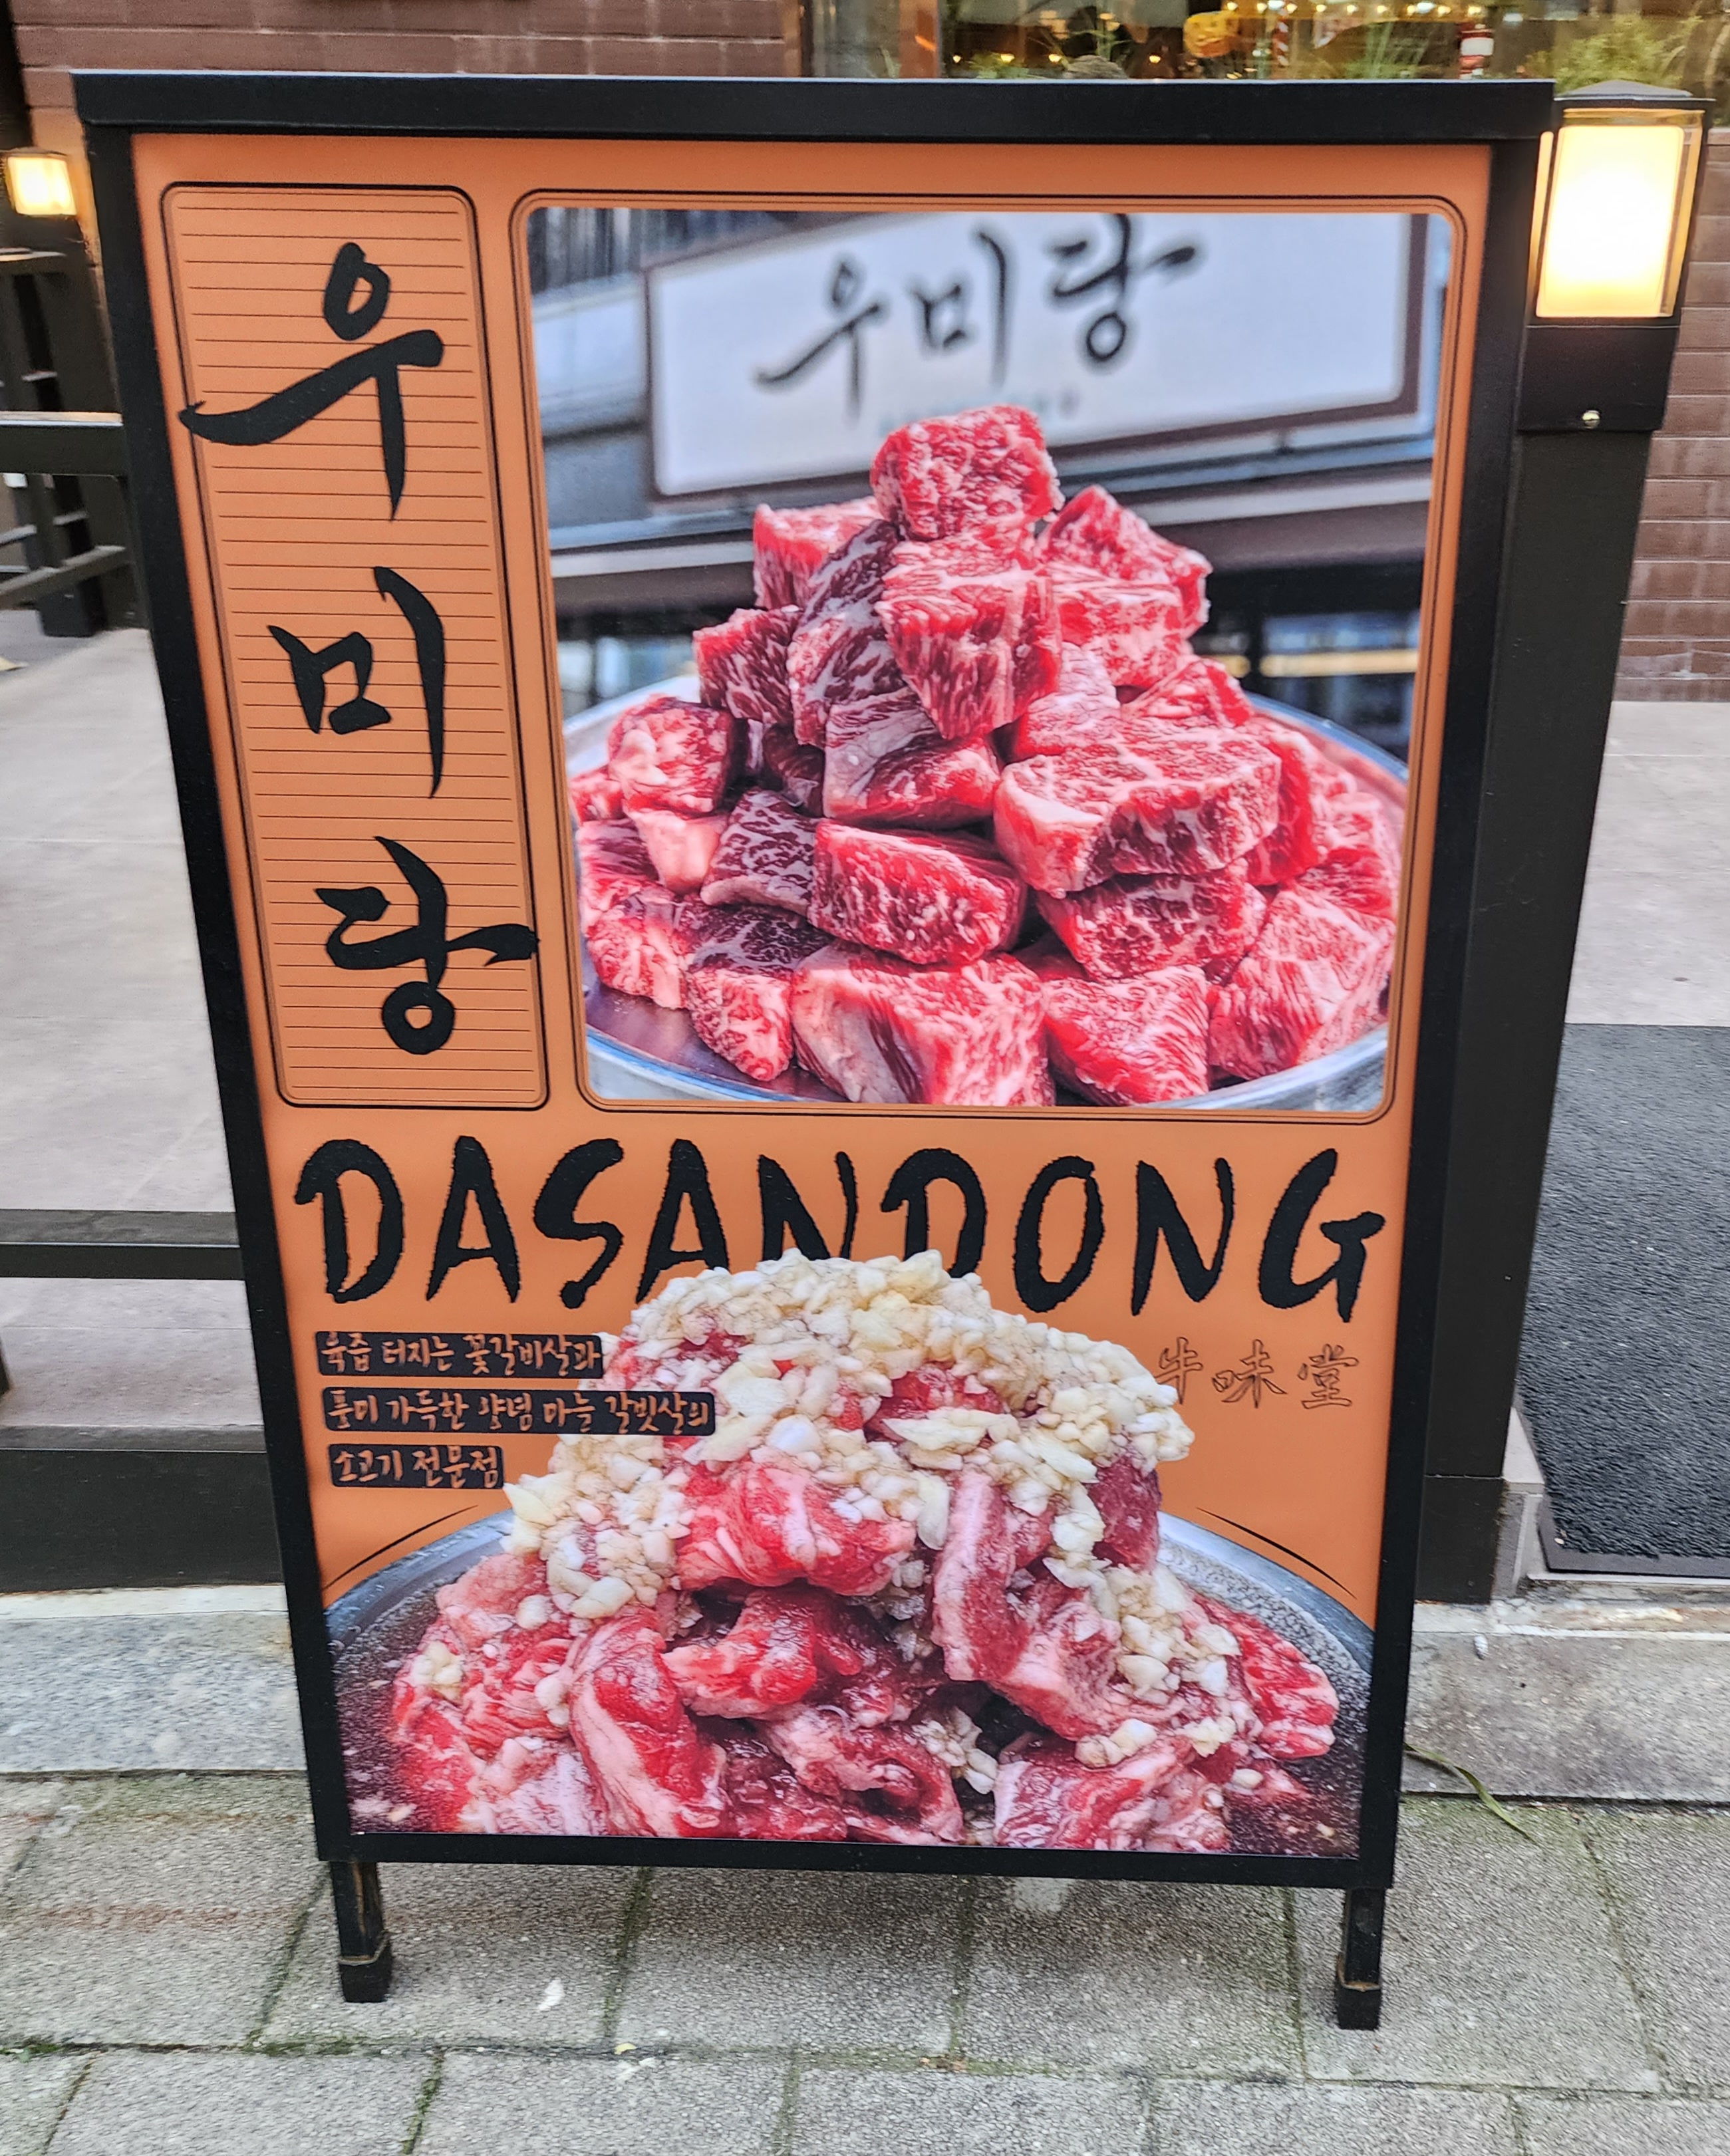 우미당
우미당
DASANDONG
육즙 터지는 꽃갈비살과
풍미 가득한 양념 마늘 갈빗살의
소고기 전문점
牛味堂